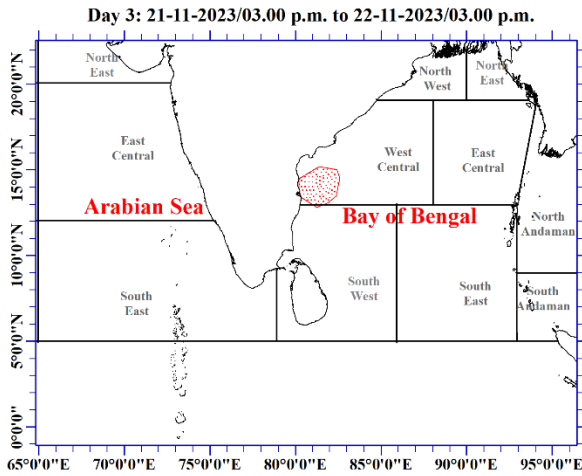 Day 3: 21-11-2023/03.00 p.m. to 22-11-2023/03.00 p.m.
North
East
North
West
North
East
20°0'0"N
East
Central
West
Central
East
Central
15°0'0"N
Arabian Sea
Bay of Bengal
North
Andaman
10°0'0"N
South
East
South
West
South
East
South
Andaman
5°0'0"N
0°0'0"
65°0'0"E 70°0'0"E 75°0'0"E 80°0'0"E 85°0'0"E 90°0'0"E 95°0'0"E